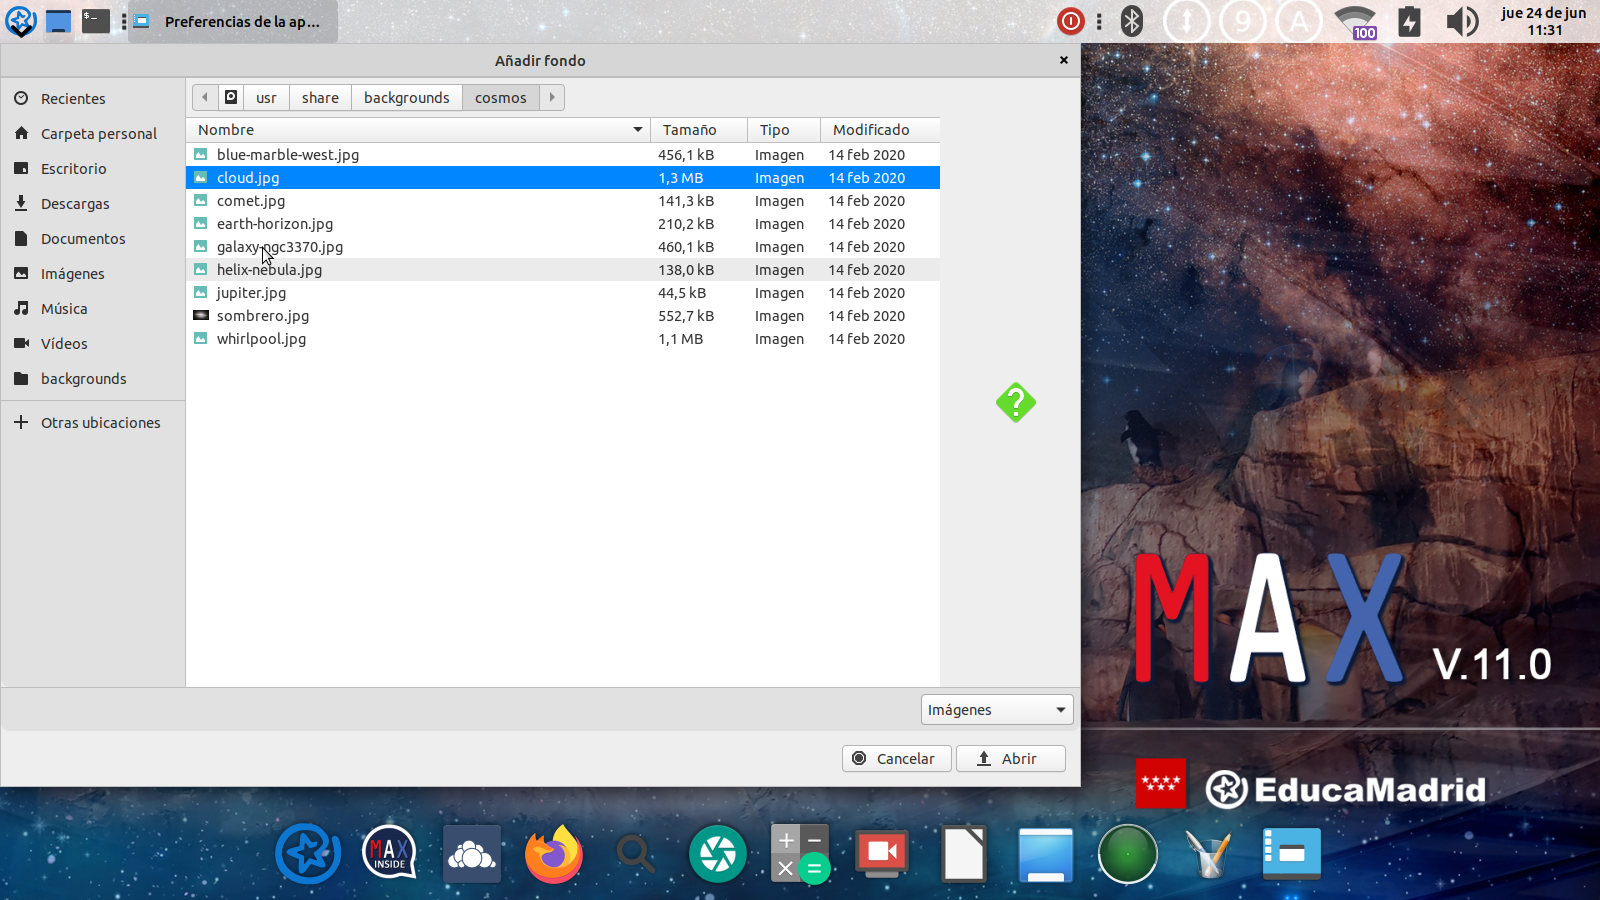 Preferencias de la ap...
9
A
100
jue 24 de jun
11:31
Añadir fondo
Recientes
Carpeta personal
Escritorio
Descargas
Documentos
Imágenes
Música
Vídeos
backgrounds
Otras ubicaciones
usr share backgrounds cosmos
Nombre Tamaño Tipo Modificado
blue-marble-west.jpg 456,1 kB Imagen 14 feb 2020
cloud.jpg 1,3 MB Imagen 14 feb 2020
comet.jpg 141,3 kB Imagen 14 feb 2020
earth-horizon.jpg 210,2 kB Imagen 14 feb 2020
galaxy-ngc3370.jpg 460,1 kB Imagen 14 feb 2020
helix-nebula.jpg 138,0 kB Imagen 14 feb 2020
jupiter.jpg 44,5 kB Imagen 14 feb 2020
sombrero.jpg 552,7 kB Imagen 14 feb 2020
whirlpool.jpg 1,1 MB Imagen 14 feb 2020
?
Imágenes
Cancelar Abrir
MAX V.11.0
EducaMadrid
MAX
INSIDE